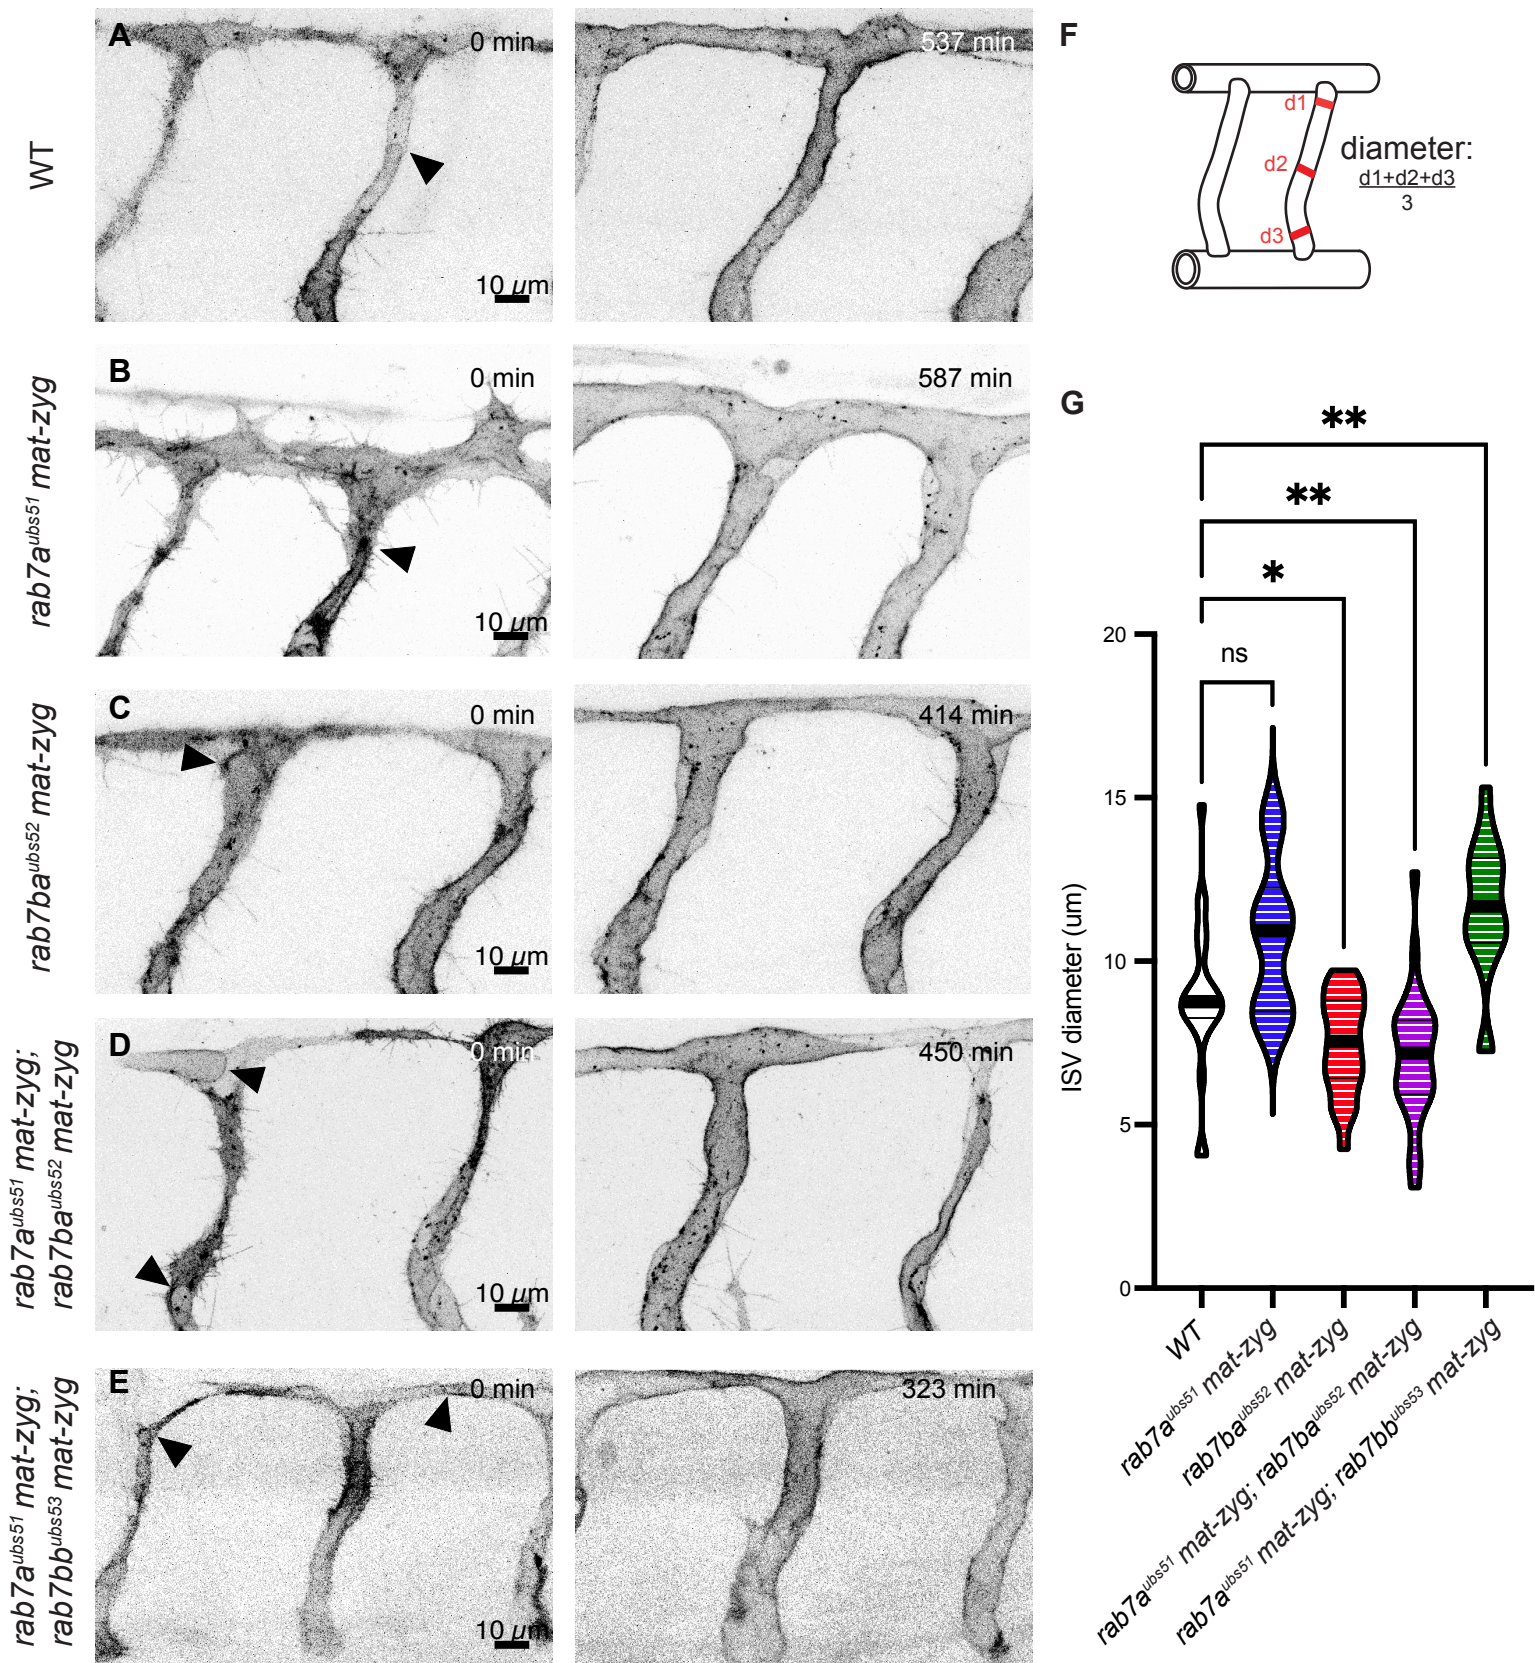 WT
A
0 min
10 µm
537 min
rab7a^ubs51 mat-zyg
B
0 min
10 µm
587 min
rab7ba^ubs52 mat-zyg
C
0 min
10 µm
414 min
rab7a^ubs51 mat-zyg;
rab7ba^ubs52 mat-zyg
D
0 min
10 µm
450 min
rab7a^ubs51 mat-zyg;
rab7bb^ubs53 mat-zyg
E
0 min
10 µm
323 min
F
d1
d2
d3
diameter:
d1+d2+d3
3
G
**
**
*
ns
ISV diameter (um)
20
15
10
5
0
WT
rab7a^ubs51 mat-zyg
rab7ba^ubs52 mat-zyg
rab7a^ubs51 mat-zyg; rab7ba^ubs52 mat-zyg
rab7a^ubs51 mat-zyg; rab7bb^ubs53 mat-zyg